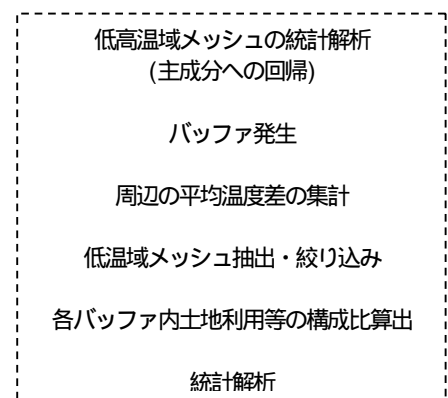 低高温域メッシュの統計解析
(主成分への回帰)
バッファ発生
周辺の平均温度差の集計
低温域メッシュ抽出・絞り込み
各バッファ内土地利用等の構成比算出
統計解析